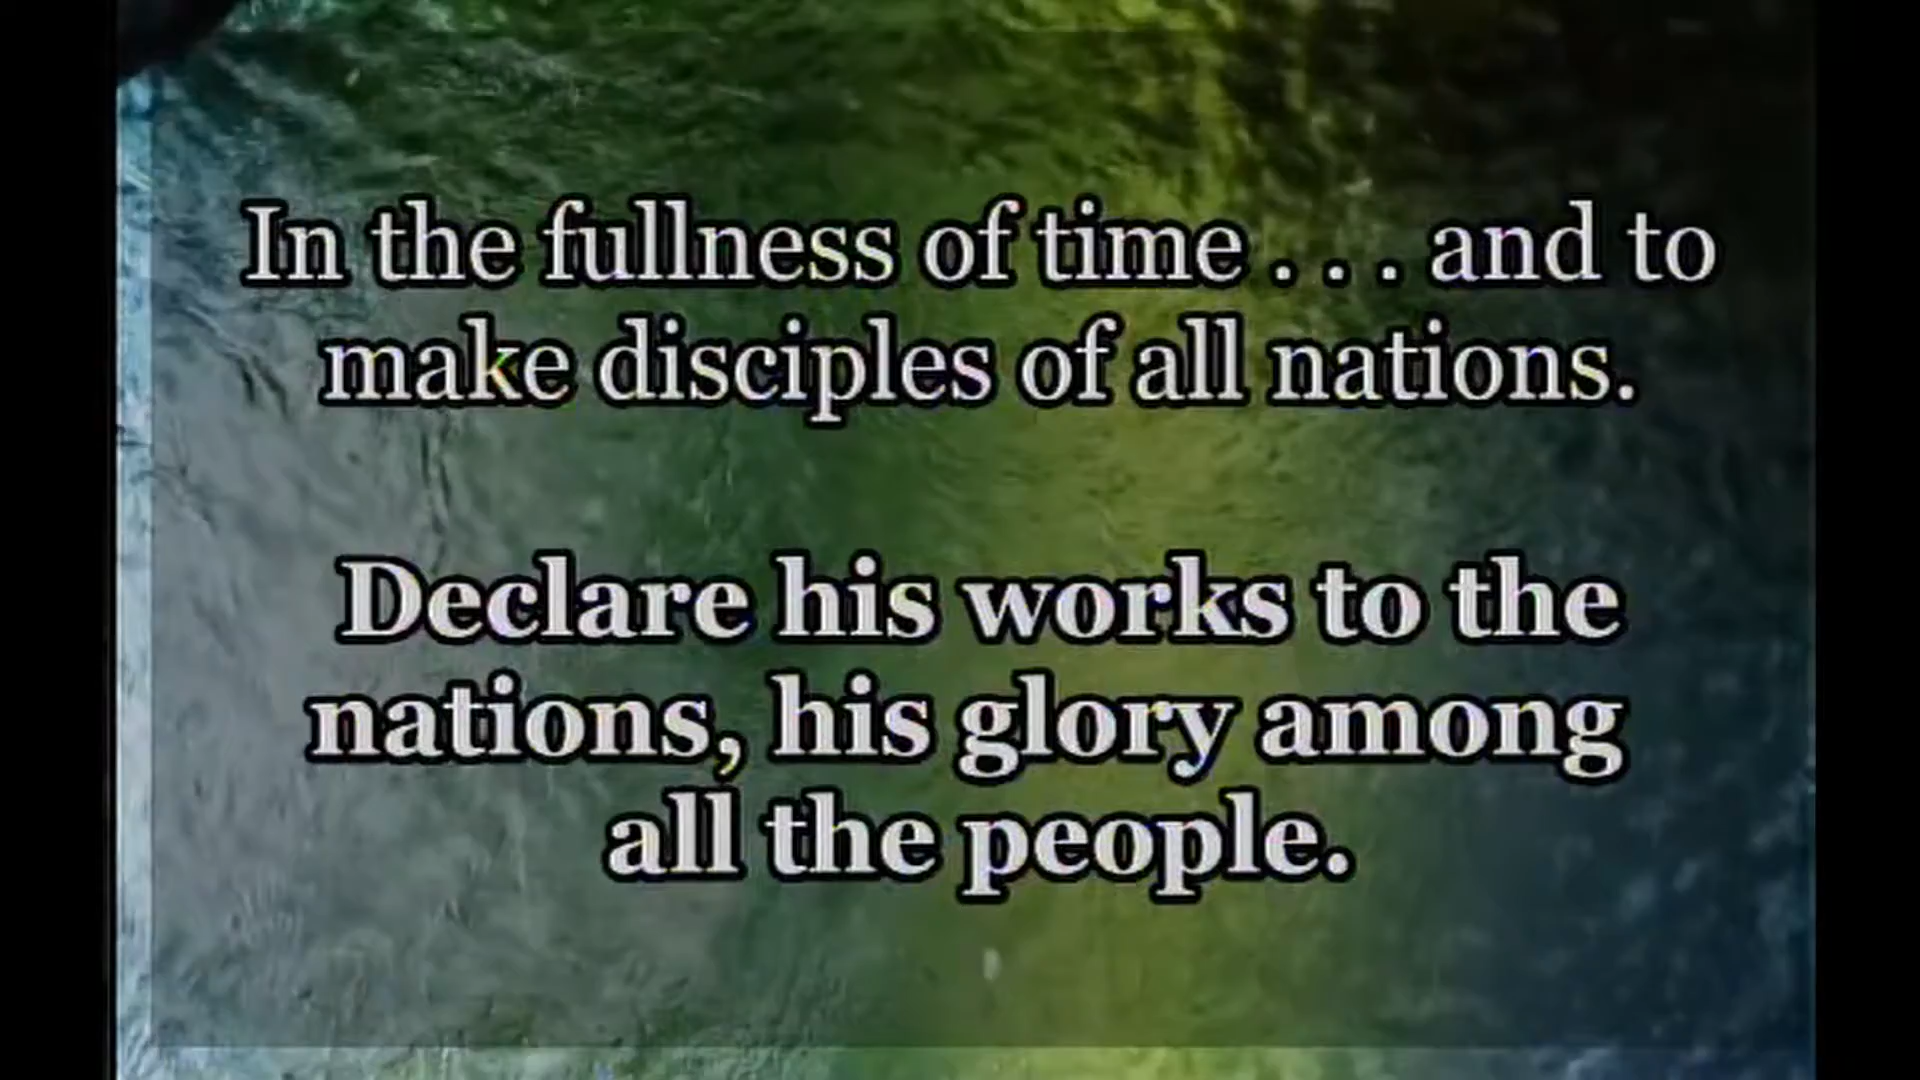 In the fullness of time . . . and to
make disciples of all nations.
Declare his works to the
nations, his glory among
all the people.